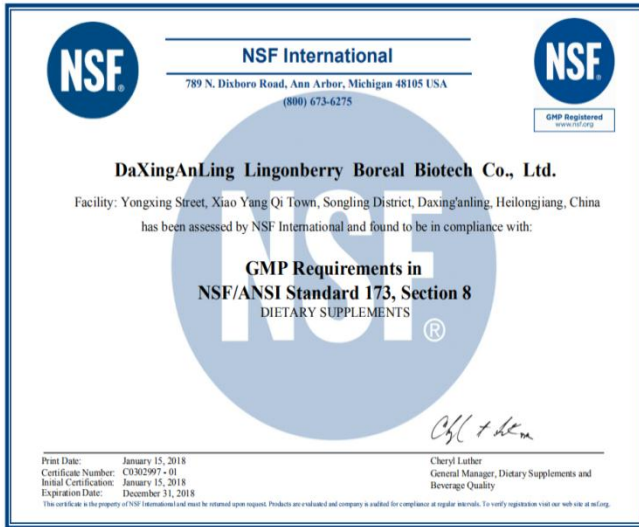 NSF®
NSF International
789 N. Dixboro Road, Ann Arbor, Michigan 48105 USA
(800) 673-6275
NSF®
GMP Registered
www.nsf.org
DaXingAnLing Lingonberry Boreal Biotech Co., Ltd.
Facility: Yongxing Street, Xiao Yang Qi Town, Songling District, Daxing'anling, Heilongjiang, China
has been assessed by NSF International and found to be in compliance with:
GMP Requirements in
NSF/ANSI Standard 173, Section 8
DIETARY SUPPLEMENTS
NSF®
Print Date: January 15, 2018
Certificate Number: C0302997 - 01
Initial Certification: January 15, 2018
Expiration Date: December 31, 2018
Cheryl Luther
General Manager, Dietary Supplements and
Beverage Quality
This certificate is the property of NSF International and must be returned upon request. Products are evaluated and company is audited for compliance at regular intervals. To verify registration visit our web site at nsf.org.